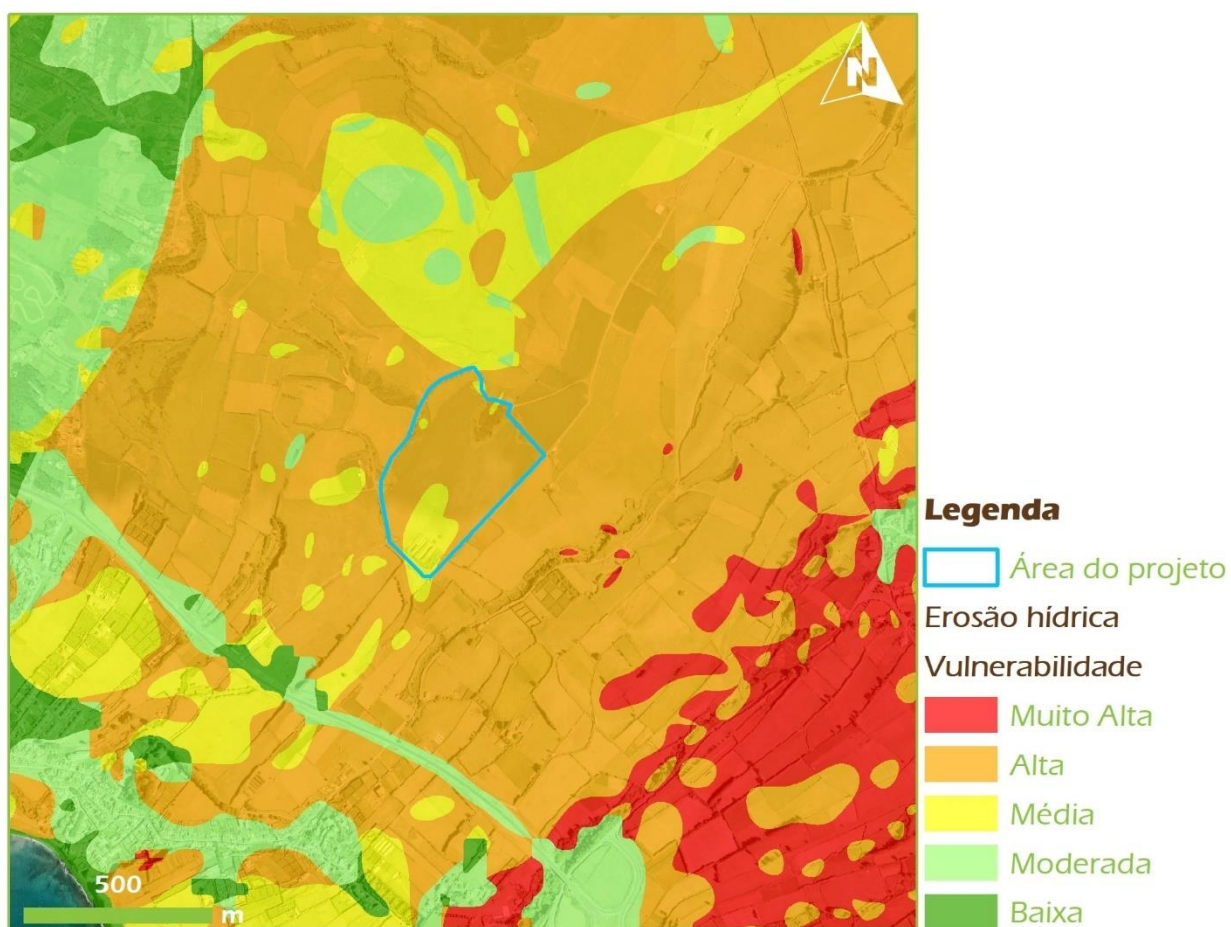 N
500
m
Legenda
Área do projeto
Erosão hídrica
Vulnerabilidade
Muito Alta
Alta
Média
Moderada
Baixa